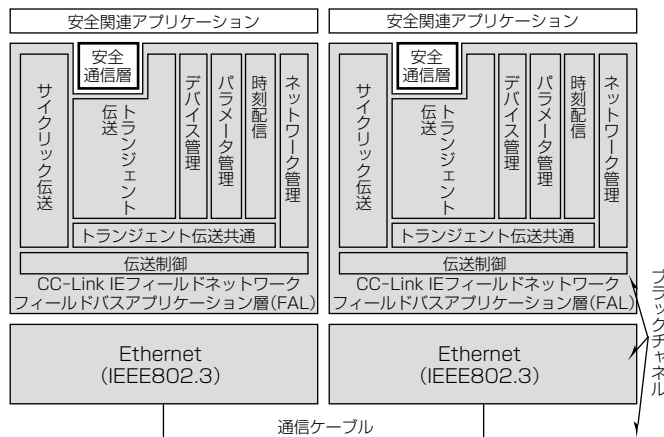 安全関連アプリケーション
安全
通信層
サイクリック伝送
トランジェント
伝送
デバイス管理
パラメータ管理
時刻配信
ネットワーク管理
トランジェント伝送共通
伝送制御
CC-Link IEフィールドネットワーク
フィールドバスアプリケーション層(FAL)
Ethernet
(IEEE802.3)
安全関連アプリケーション
安全
通信層
サイクリック伝送
トランジェント
伝送
デバイス管理
パラメータ管理
時刻配信
ネットワーク管理
トランジェント伝送共通
伝送制御
CC-Link IEフィールドネットワーク
フィールドバスアプリケーション層(FAL)
Ethernet
(IEEE802.3)
ブラックチャネル
通信ケーブル